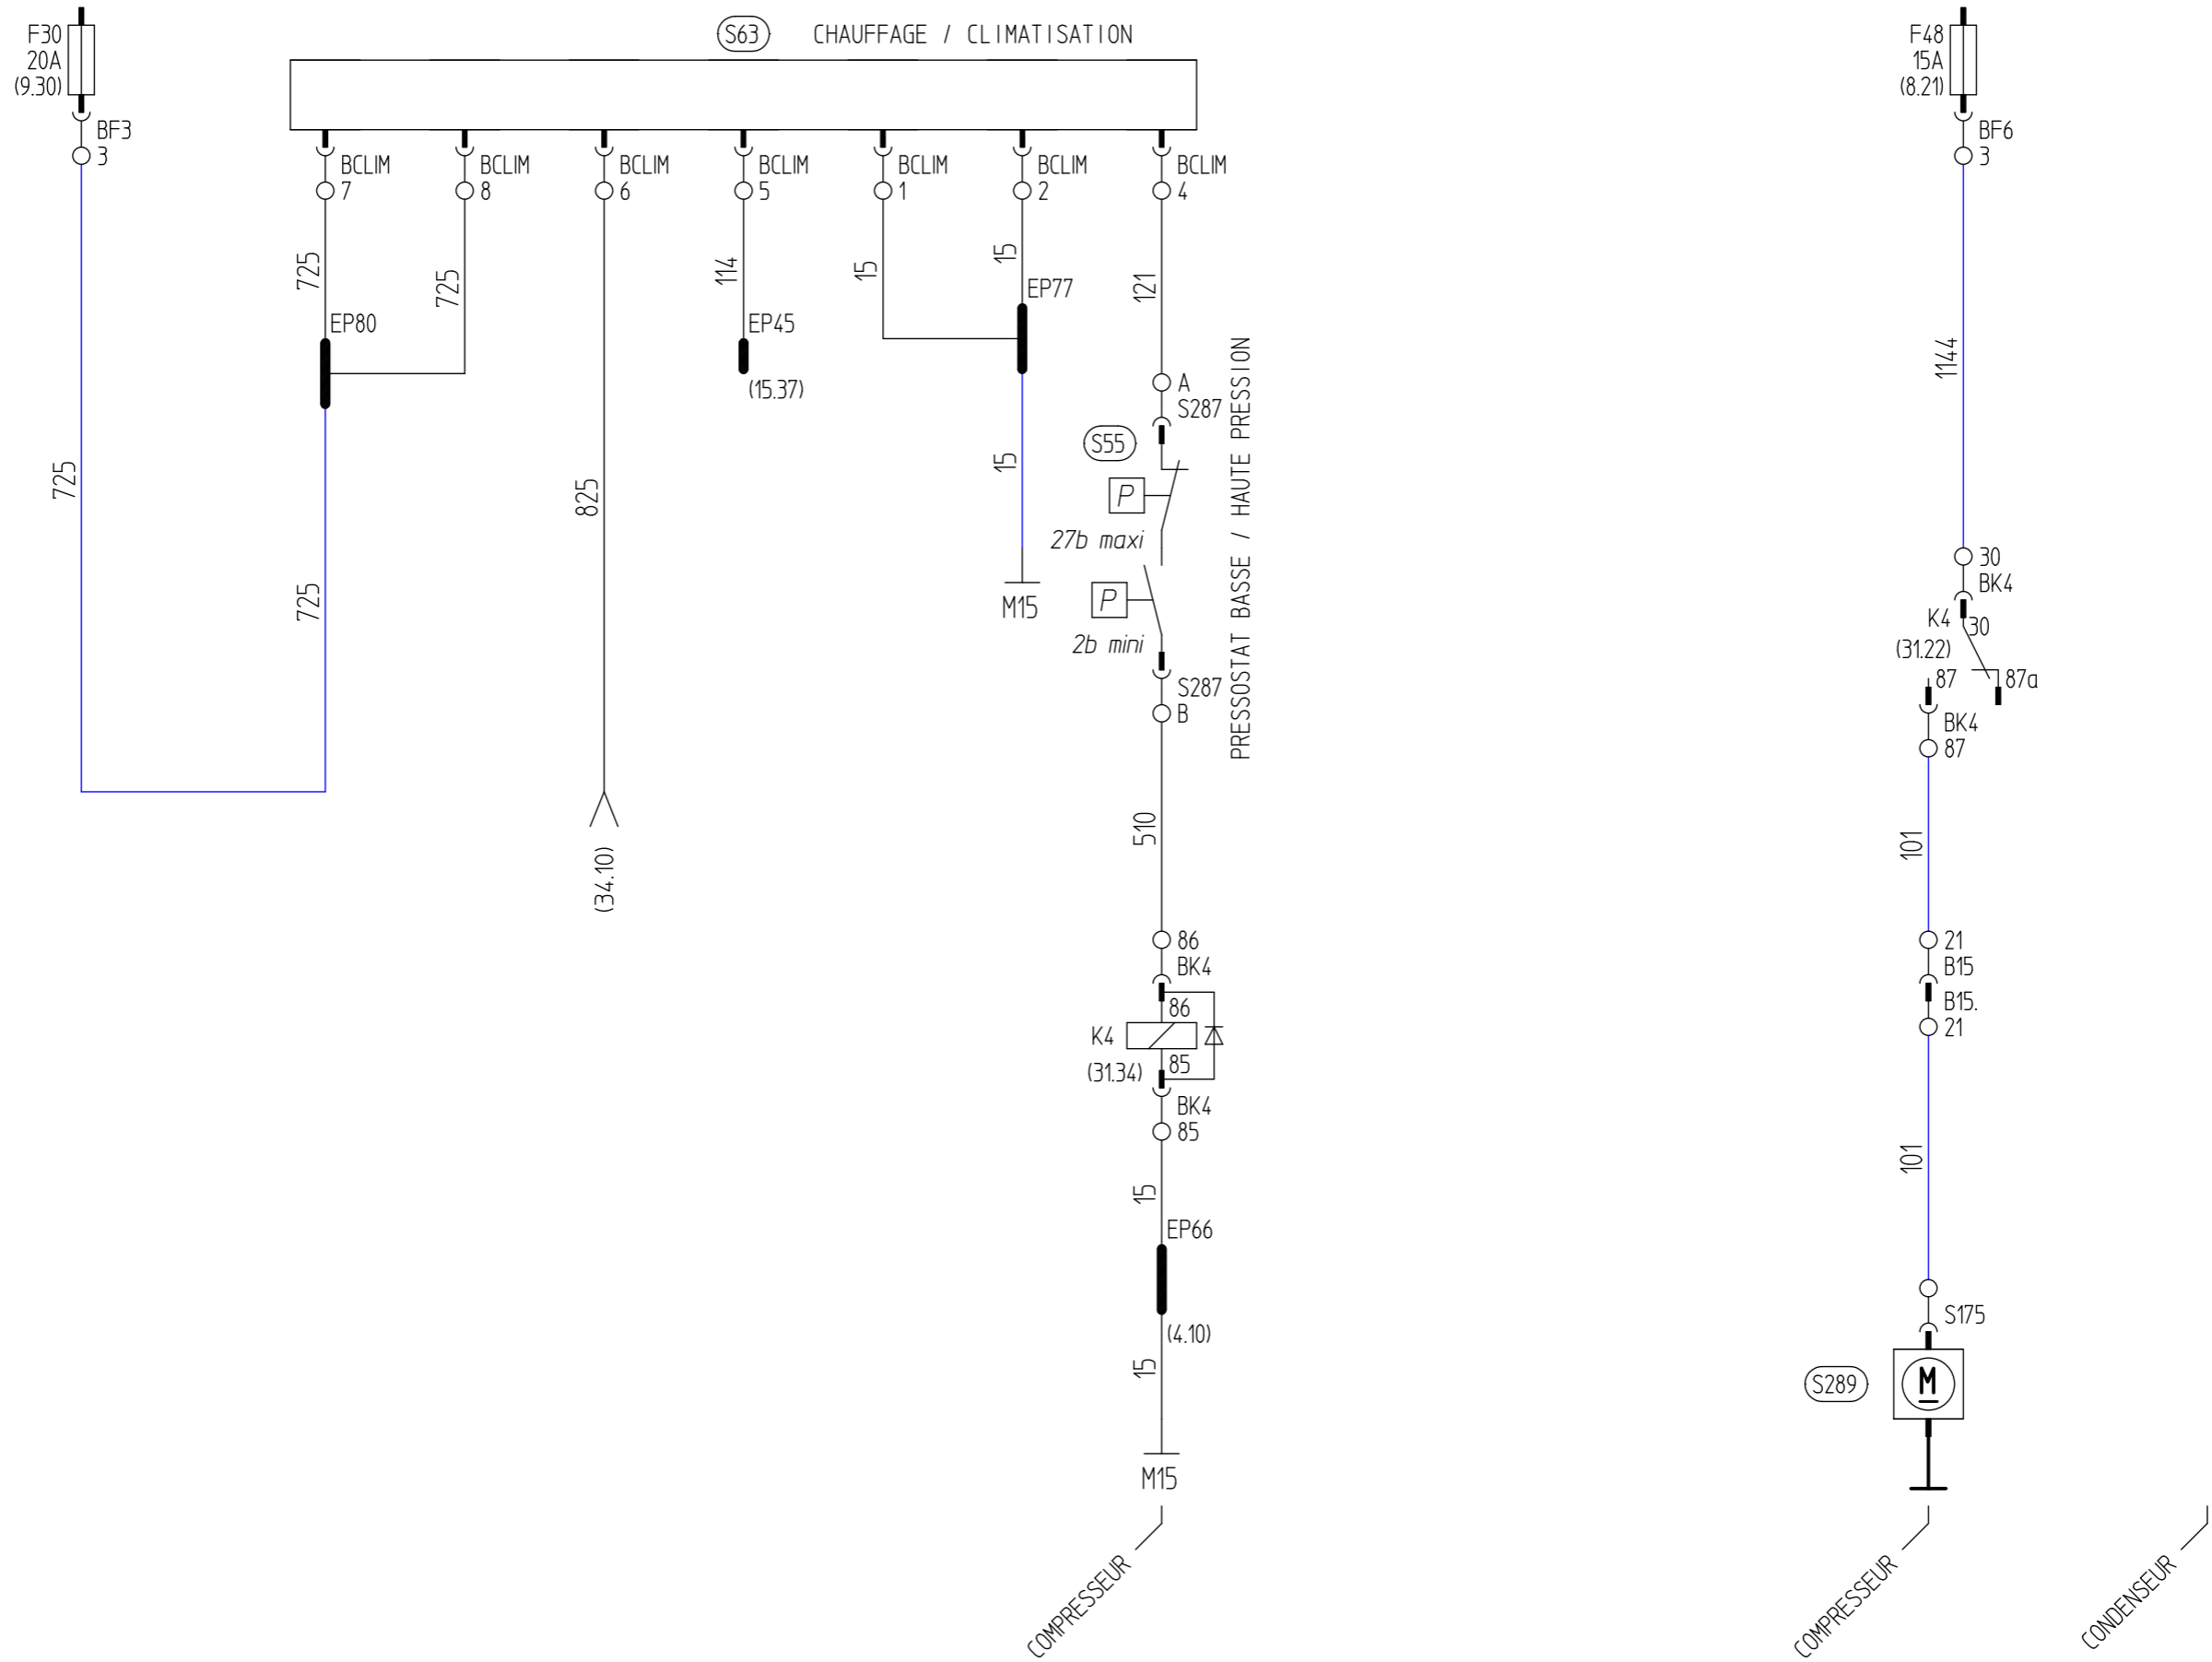 F30
20A
(9.30)
BF3
3
S63 CHAUFFAGE / CLIMATISATION
F48
15A
(8.21)
BF6
3
BCLIM
7
BCLIM
8
BCLIM
6
BCLIM
5
BCLIM
1
BCLIM
2
BCLIM
4
725
725
114
15
15
121
EP80
EP45
(15.37)
EP77
1144
A
S287
S55
P
27b maxi
P
2b mini
S287
B
PRESSOSTAT BASSE / HAUTE PRESSION
725
725
825
15
M15
(34.10)
30
BK4
K4
30
(31.22)
87
87a
BK4
87
510
101
86
BK4
86
K4
85
(31.34)
BK4
85
21
B15
B15.
21
15
101
EP66
(4.10)
15
M15
S175
S289
M
COMPRESSEUR
COMPRESSEUR
CONDENSEUR